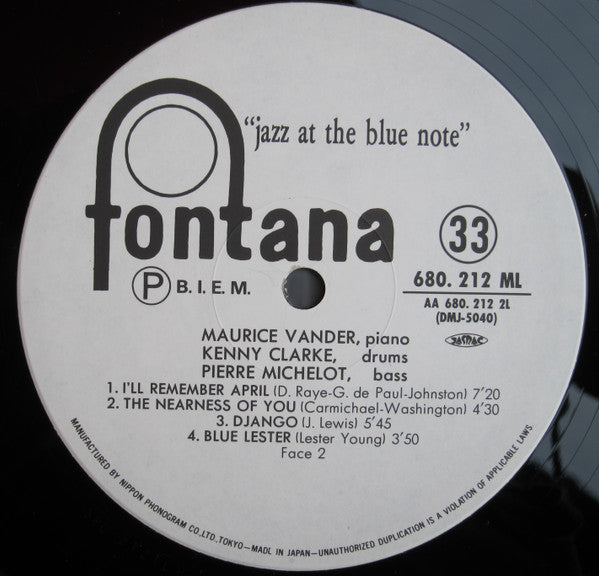 "jazz at the blue note"
fontana
33
P B. I. E. M.
680. 212 ML
AA 680. 212 2L
(DMJ-5040)
JASRAC
MAURICE VANDER, piano
KENNY CLARKE, drums
PIERRE MICHELOT, bass
1. I'LL REMEMBER APRIL (D. Raye-G. de Paul-Johnston) 7'20
2. THE NEARNESS OF YOU (Carmichael-Washington) 4'30
3. DJANGO (J. Lewis) 5'45
4. BLUE LESTER (Lester Young) 3'50
Face 2
MANUFACTURED BY NIPPON PHONOGRAM CO., LTD., TOKYO—MADE IN JAPAN—UNAUTHORIZED DUPLICATION IS A VIOLATION OF APPLICABLE LAWS